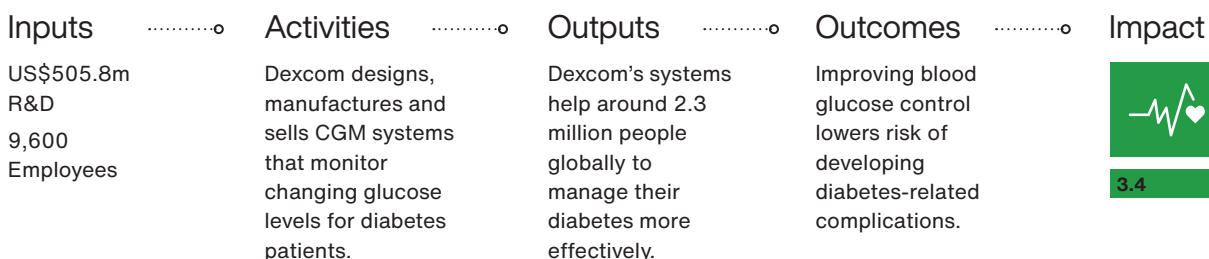 Inputs
US$505.8m
R&D
9,600
Employees
Activities
Dexcom designs,
manufactures and
sells CGM systems
that monitor
changing glucose
levels for diabetes
patients.
Outputs
Dexcom’s systems
help around 2.3
million people
globally to
manage their
diabetes more
effectively.
Outcomes
Improving blood
glucose control
lowers risk of
developing
diabetes-related
complications.
Impact
3.4